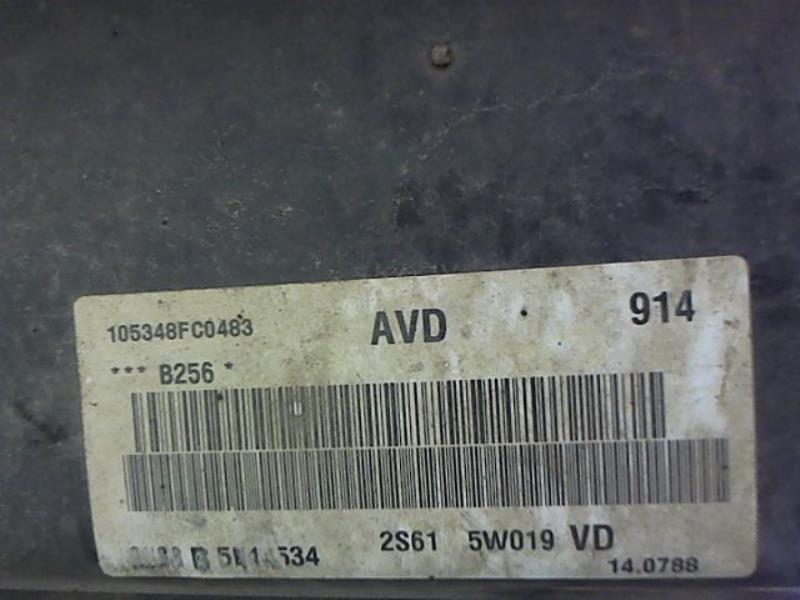 105348FC0483 AVD 914
*** B256 *
B 2S61 5W019 VD
14.0788